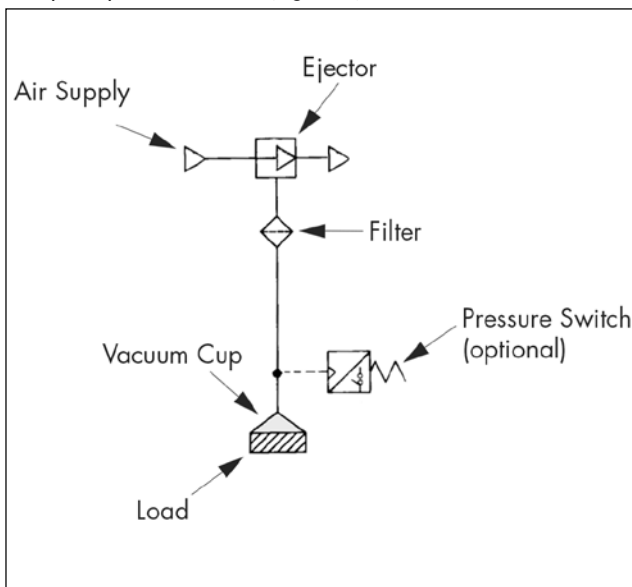 Ejector
Air Supply
Filter
Pressure Switch
(optional)
Vacuum Cup
Load